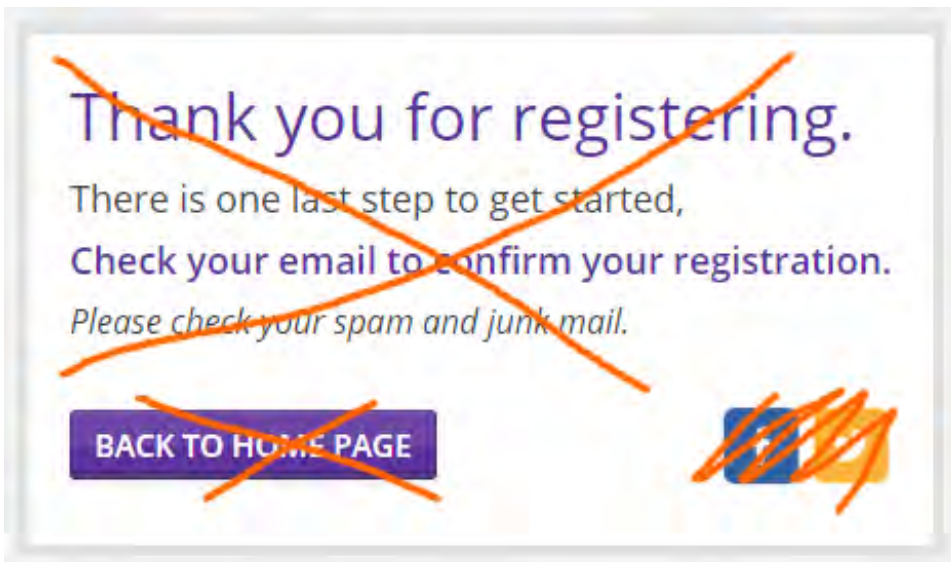 Thank you for registering.
There is one last step to get started,
Check your email to confirm your registration.
Please check your spam and junk mail.
BACK TO HOME PAGE
f